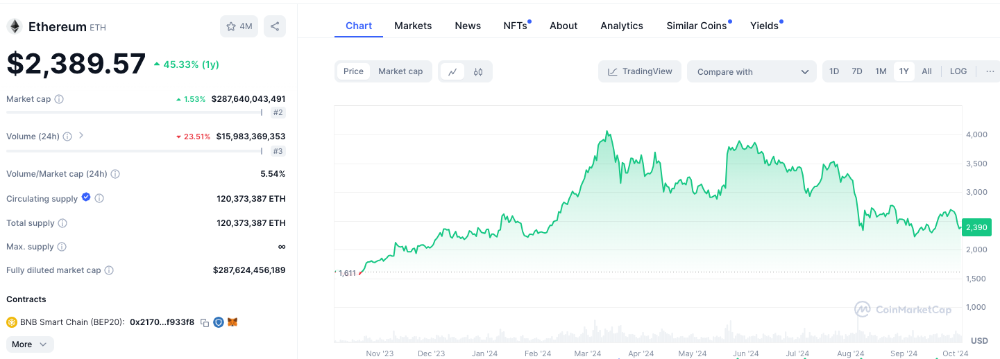 Ethereum ETH
4M
$2,389.57 45.33% (1y)
Market cap 1.53% $287,640,043,491
#2
Volume (24h) 23.51% $15,983,369,353
#3
Volume/Market cap (24h) 5.54%
Circulating supply 120,373,387 ETH
Total supply 120,373,387 ETH
Max. supply ∞
Fully diluted market cap $287,624,456,189
Contracts
BNB Smart Chain (BEP20): 0x2170...f933f8
More
Chart Markets News NFTs About Analytics Similar Coins Yields
Price Market cap TradingView Compare with 1D 7D 1M 1Y All LOG ...
4,000
3,500
3,000
2,390
2,000
1,611
1,500
1,000
CoinMarketCap
USD
Nov '23 Dec '23 Jan '24 Feb '24 Mar '24 Apr '24 May '24 Jun '24 Jul '24 Aug '24 Sep '24 Oct '24